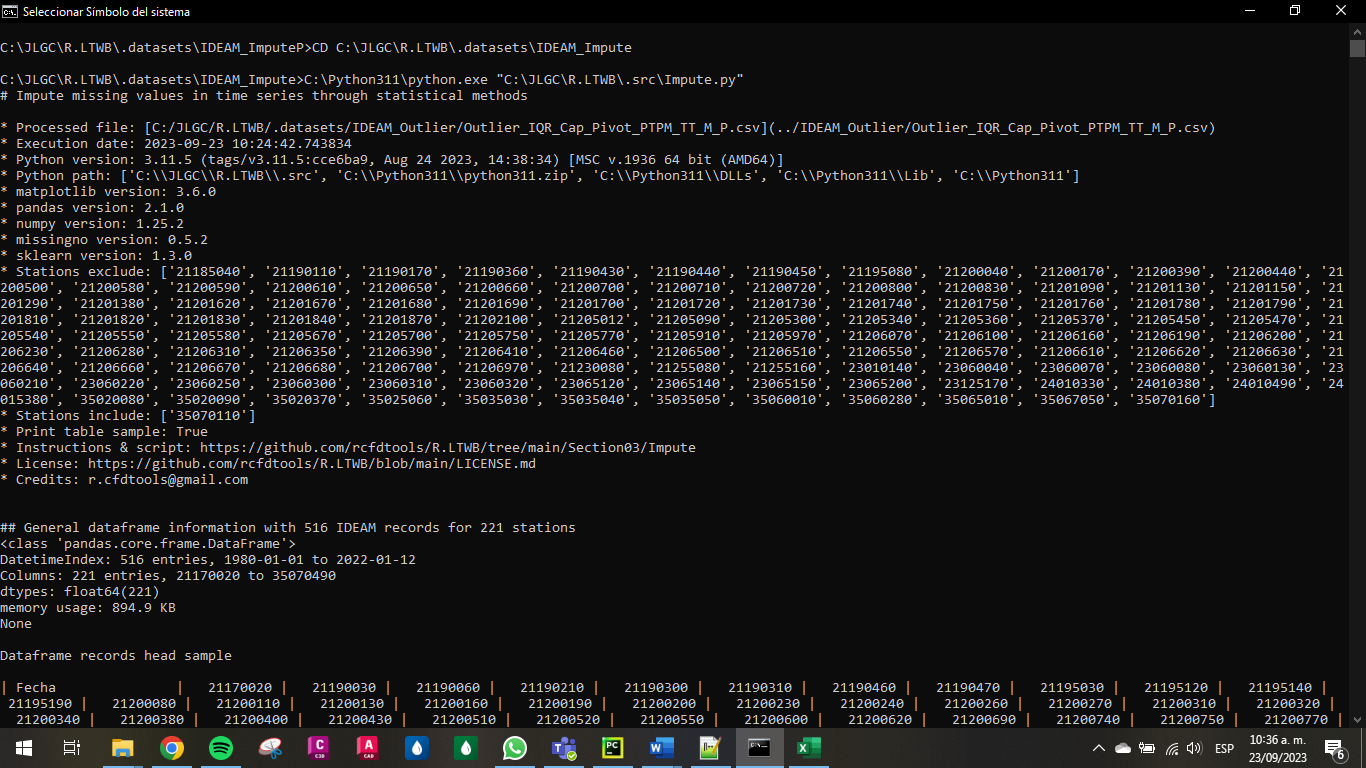 Seleccionar Símbolo del sistema
C:\JLGC\R.LTWB\.datasets\IDEAM_ImputeP>CD C:\JLGC\R.LTWB\.datasets\IDEAM_Impute
C:\JLGC\R.LTWB\.datasets\IDEAM_Impute>C:\Python311\python.exe "C:\JLGC\R.LTWB\.src\Impute.py"
# Impute missing values in time series through statistical methods
* Processed file: [C:/JLGC/R.LTWB/.datasets/IDEAM_Outlier/Outlier_IQR_Cap_Pivot_PTPM_TT_M_P.csv](../IDEAM_Outlier/Outlier_IQR_Cap_Pivot_PTPM_TT_M_P.csv)
* Execution date: 2023-09-23 10:24:42.743834
* Python version: 3.11.5 (tags/v3.11.5:cce6ba9, Aug 24 2023, 14:38:34) [MSC v.1936 64 bit (AMD64)]
* Python path: ['C:\\JLGC\\R.LTWB\\.src', 'C:\\Python311\\python311.zip', 'C:\\Python311\\DLLs', 'C:\\Python311\\Lib', 'C:\\Python311']
* matplotlib version: 3.6.0
* pandas version: 2.1.0
* numpy version: 1.25.2
* missingno version: 0.5.2
* sklearn version: 1.3.0
* Stations exclude: ['21185040', '21190110', '21190170', '21190360', '21190430', '21190440', '21190450', '21195080', '21200040', '21200170', '21200390', '21200440', '21
200500', '21200580', '21200590', '21200610', '21200650', '21200660', '21200700', '21200710', '21200720', '21200800', '21200830', '21201090', '21201130', '21201150', '21
201290', '21201380', '21201620', '21201670', '21201680', '21201690', '21201700', '21201720', '21201730', '21201740', '21201750', '21201760', '21201780', '21201790', '21
201810', '21201820', '21201830', '21201840', '21201870', '21202100', '21205012', '21205090', '21205300', '21205340', '21205360', '21205370', '21205450', '21205470', '21
205540', '21205550', '21205580', '21205670', '21205700', '21205750', '21205770', '21205910', '21205970', '21206070', '21206100', '21206160', '21206190', '21206200', '21
206230', '21206280', '21206310', '21206350', '21206390', '21206410', '21206460', '21206500', '21206510', '21206550', '21206570', '21206610', '21206620', '21206630', '21
206640', '21206660', '21206670', '21206680', '21206700', '21206970', '21230080', '21255080', '21255160', '23010140', '23060040', '23060070', '23060080', '23060130', '23
060210', '23060220', '23060250', '23060300', '23060310', '23060320', '23065120', '23065140', '23065150', '23065200', '23125170', '24010330', '24010380', '24010490', '24
015380', '35020080', '35020090', '35020370', '35025060', '35035030', '35035040', '35035050', '35060010', '35060280', '35065010', '35067050', '35070160']
* Stations include: ['35070110']
* Print table sample: True
* Instructions & script: https://github.com/rcfdtools/R.LTWB/tree/main/Section03/Impute
* License: https://github.com/rcfdtools/R.LTWB/blob/main/LICENSE.md
* Credits: r.cfdtools@gmail.com
## General dataframe information with 516 IDEAM records for 221 stations
<class 'pandas.core.frame.DataFrame'>
DatetimeIndex: 516 entries, 1980-01-01 to 2022-01-12
Columns: 221 entries, 21170020 to 35070490
dtypes: float64(221)
memory usage: 894.9 KB
None
Dataframe records head sample
| Fecha | 21170020 | 21190030 | 21190060 | 21190210 | 21190300 | 21190310 | 21190460 | 21190470 | 21195030 | 21195120 | 21195140 |
21195190 | 21200080 | 21200110 | 21200130 | 21200160 | 21200190 | 21200200 | 21200230 | 21200240 | 21200260 | 21200270 | 21200310 | 21200320 |
21200340 | 21200380 | 21200400 | 21200430 | 21200510 | 21200520 | 21200550 | 21200600 | 21200620 | 21200690 | 21200740 | 21200750 | 21200770 |
ESP
10:36 a. m.
23/09/2023
6